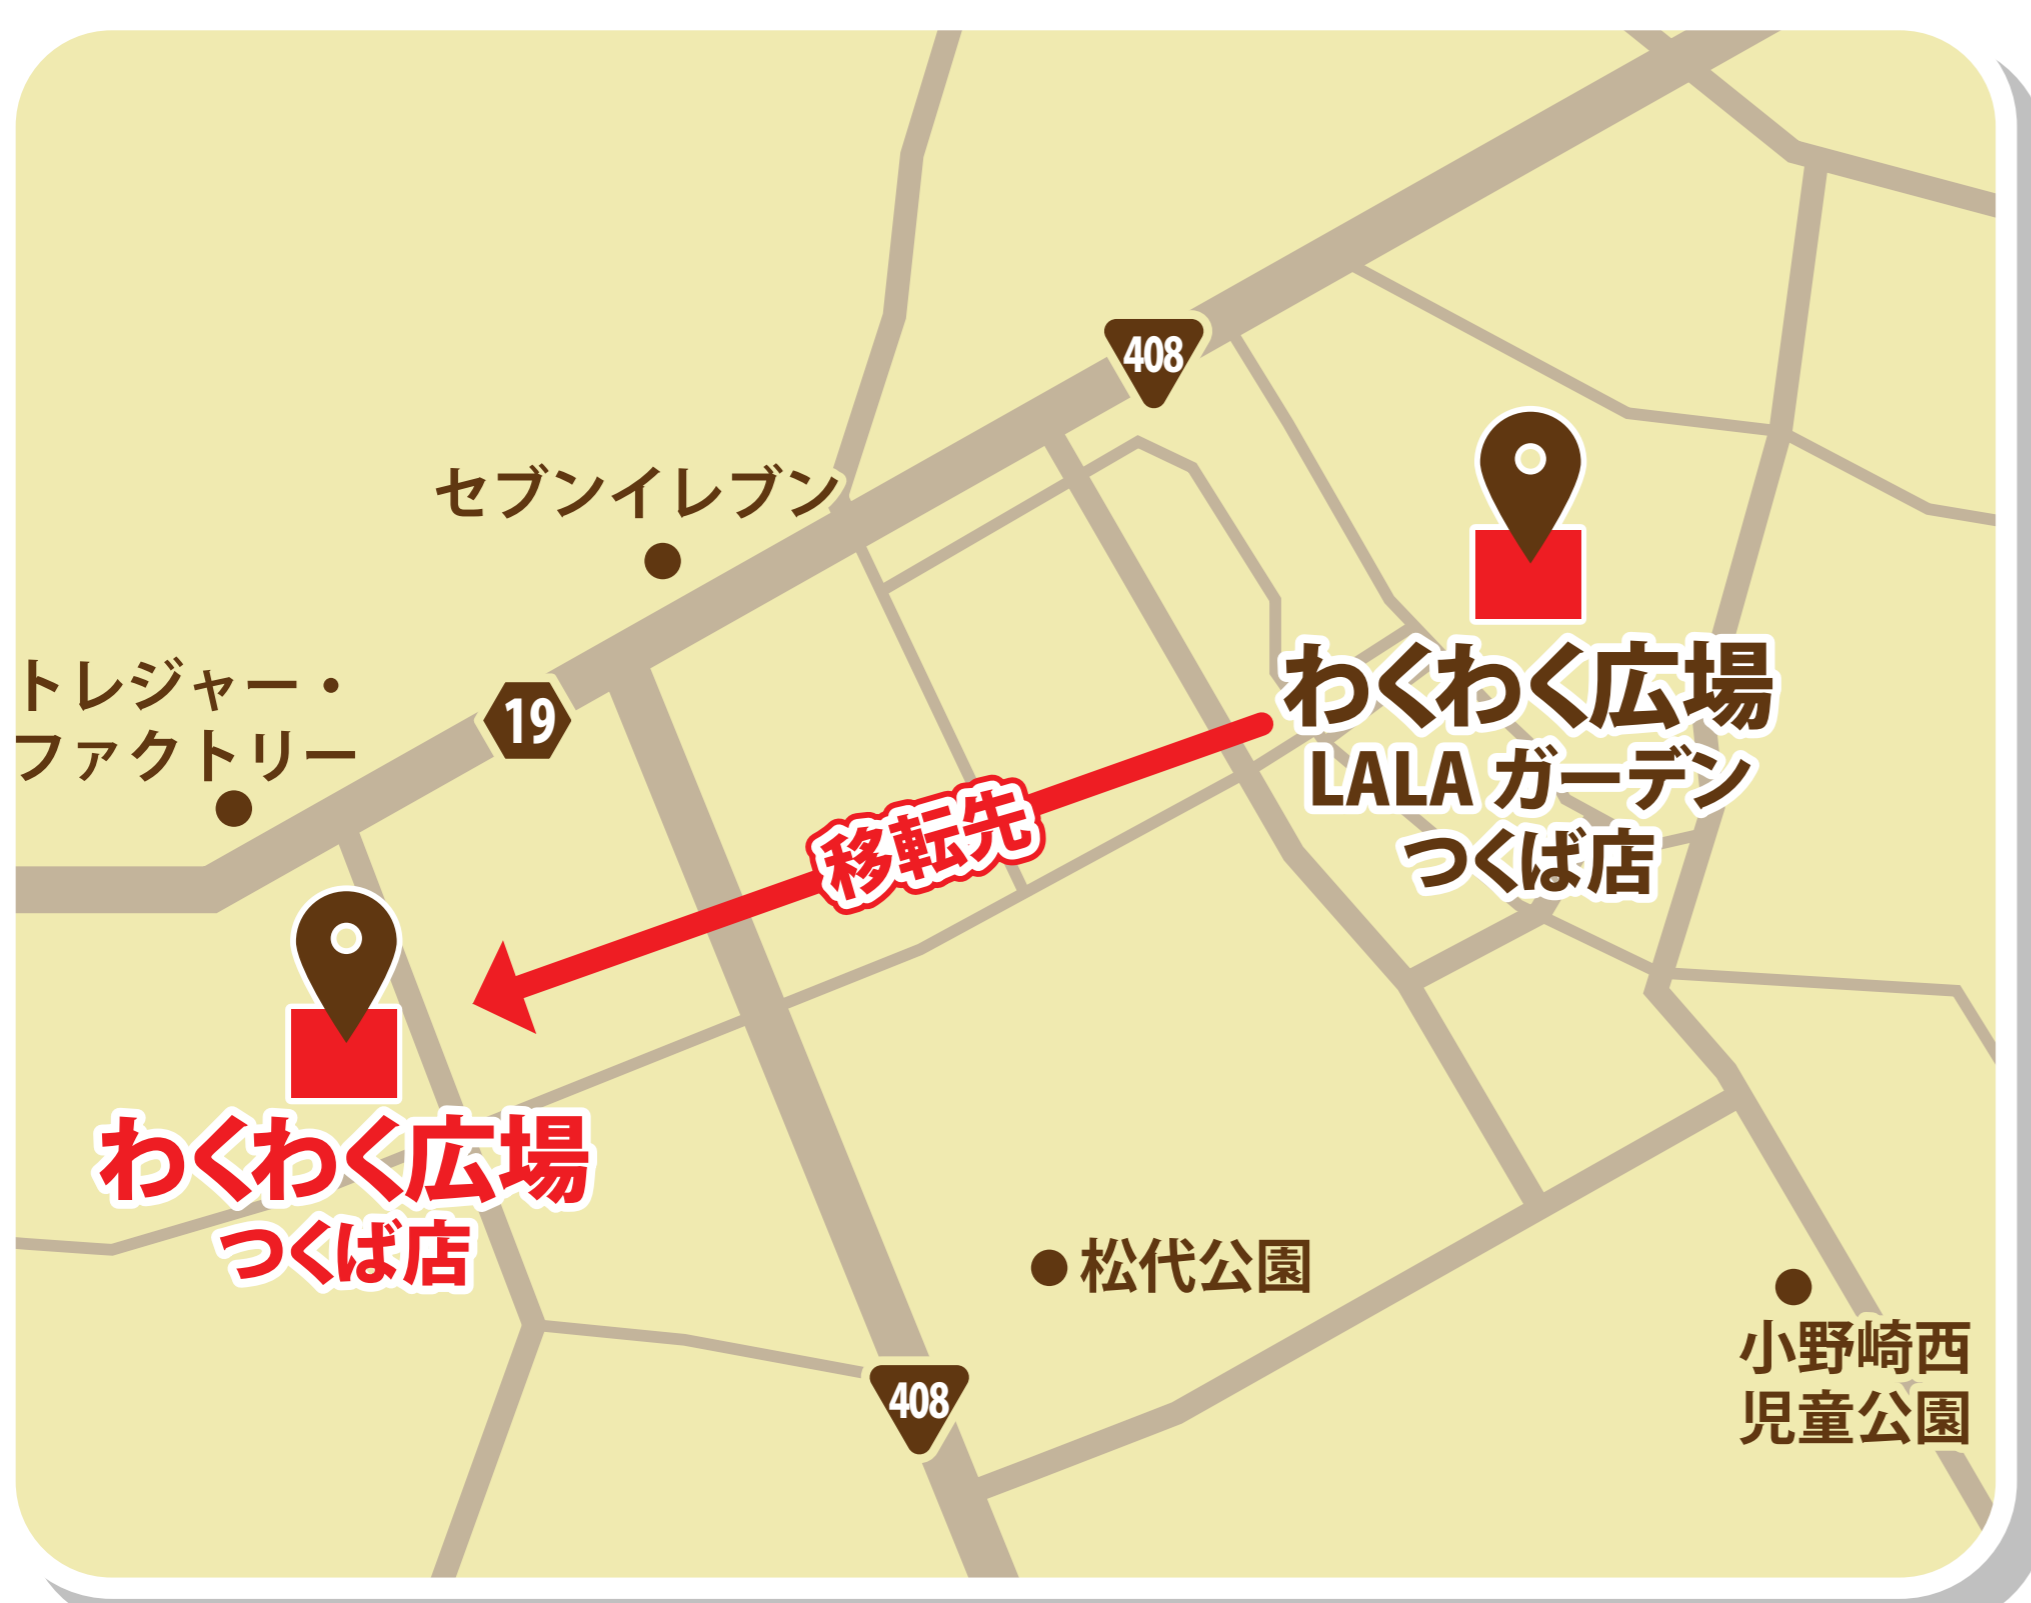 408
セブンイレブン
トレジャー・
ファクトリー
19
わくわく広場
LALA ガーデン
つくば店
移転先
わくわく広場
つくば店
松代公園
小野崎西
児童公園
408